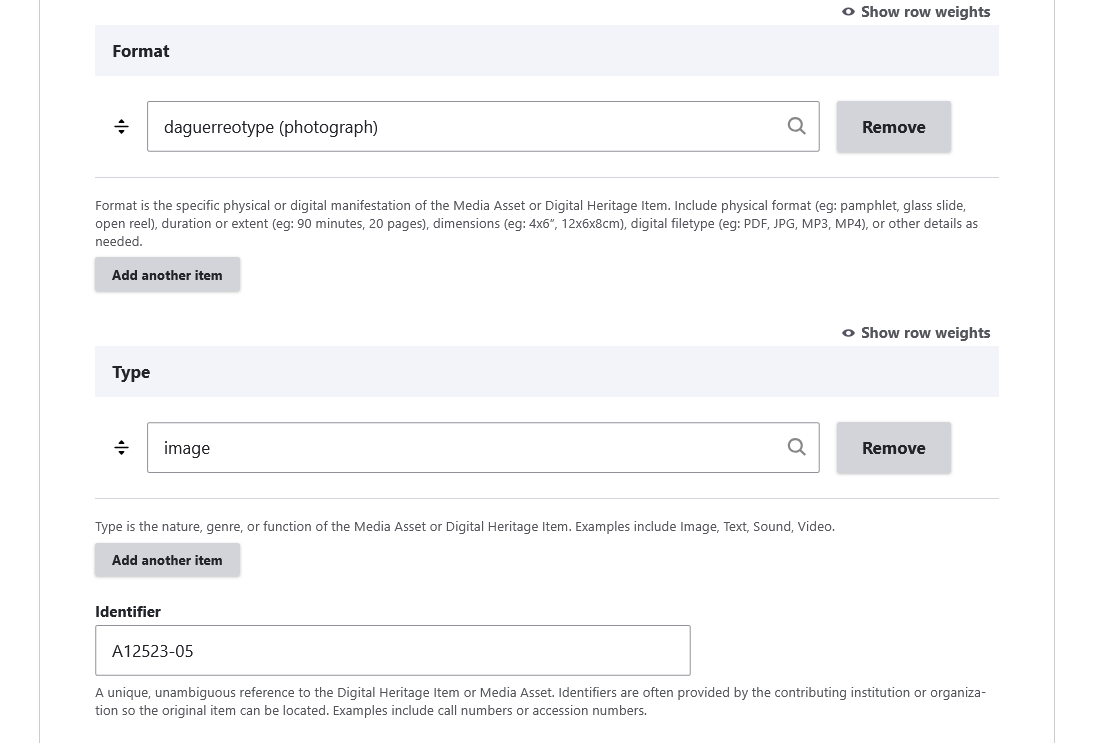 Show row weights
Format
daguerreotype (photograph)
Remove
Format is the specific physical or digital manifestation of the Media Asset or Digital Heritage Item. Include physical format (eg: pamphlet, glass slide,
open reel), duration or extent (eg: 90 minutes, 20 pages), dimensions (eg: 4x6”, 12x6x8cm), digital filetype (eg: PDF, JPG, MP3, MP4), or other details as
needed.
Add another item
Show row weights
Type
image
Remove
Type is the nature, genre, or function of the Media Asset or Digital Heritage Item. Examples include Image, Text, Sound, Video.
Add another item
Identifier
A12523-05
A unique, unambiguous reference to the Digital Heritage Item or Media Asset. Identifiers are often provided by the contributing institution or organiza-
tion so the original item can be located. Examples include call numbers or accession numbers.